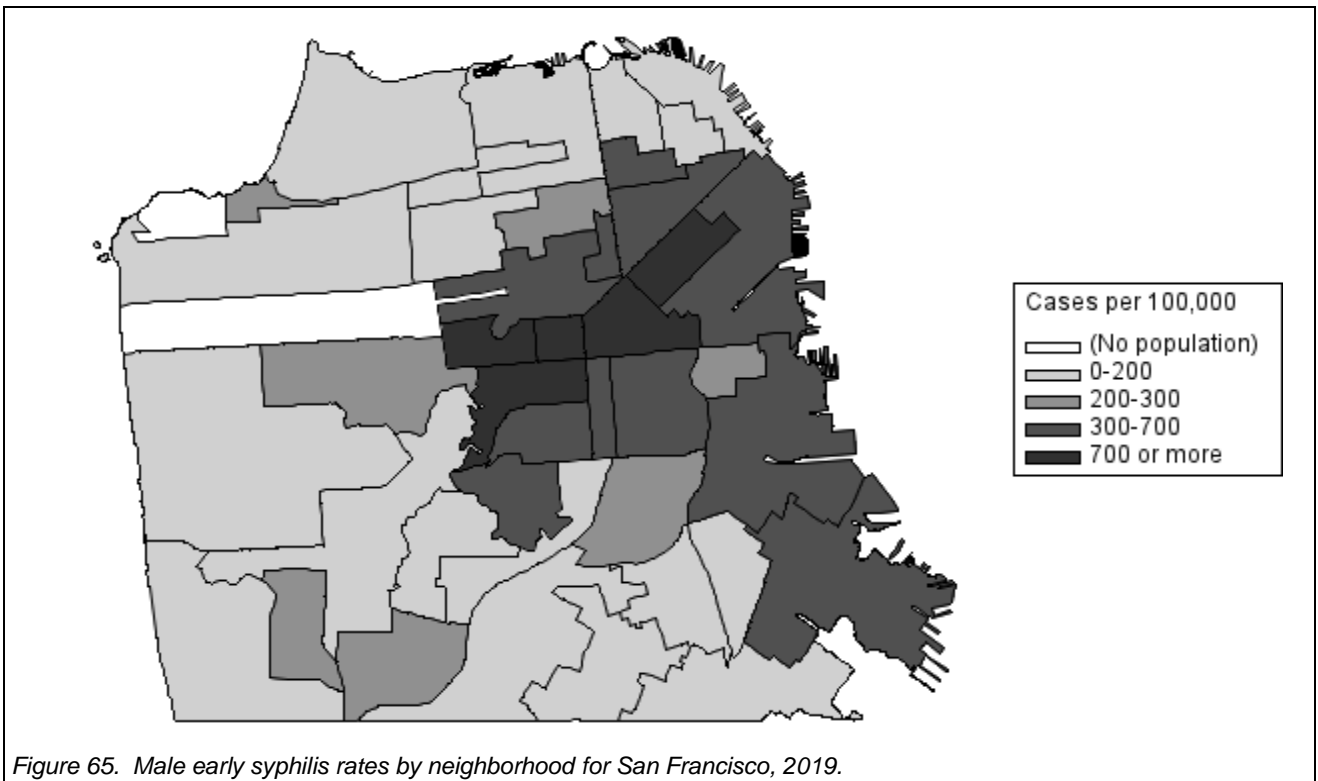 Cases per 100,000
(No population)
0-200
200-300
300-700
700 or more
Figure 65. Male early syphilis rates by neighborhood for San Francisco, 2019.